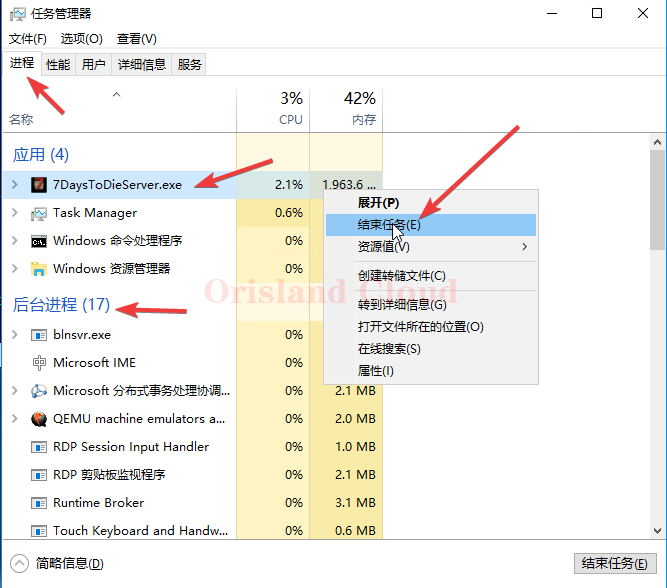 任务管理器
文件(F) 选项(O) 查看(V)
进程 性能 用户 详细信息 服务
3% 42%
名称 CPU 内存
应用 (4)
7DaysToDieServer.exe 2.1% 1,963.6 ...
Task Manager 0.6%
Windows 命令处理程序 0%
Windows 资源管理器 0%
后台进程 (17)
blnsvr.exe 0%
Microsoft IME 0%
Microsoft 分布式事务处理协调... 0% 2.1 MB
QEMU machine emulators a... 0% 2.0 MB
RDP Session Input Handler 0% 1.0 MB
RDP 剪贴板监视程序 0% 2.1 MB
Runtime Broker 0% 3.1 MB
Touch Keyboard and Handw... 0% 0.6 MB
展开(P)
结束任务(E)
资源值(V)
创建转储文件(C)
转到详细信息(G)
打开文件所在的位置(O)
在线搜索(S)
属性(I)
Orisland Cloud
简略信息(D) 结束任务(E)